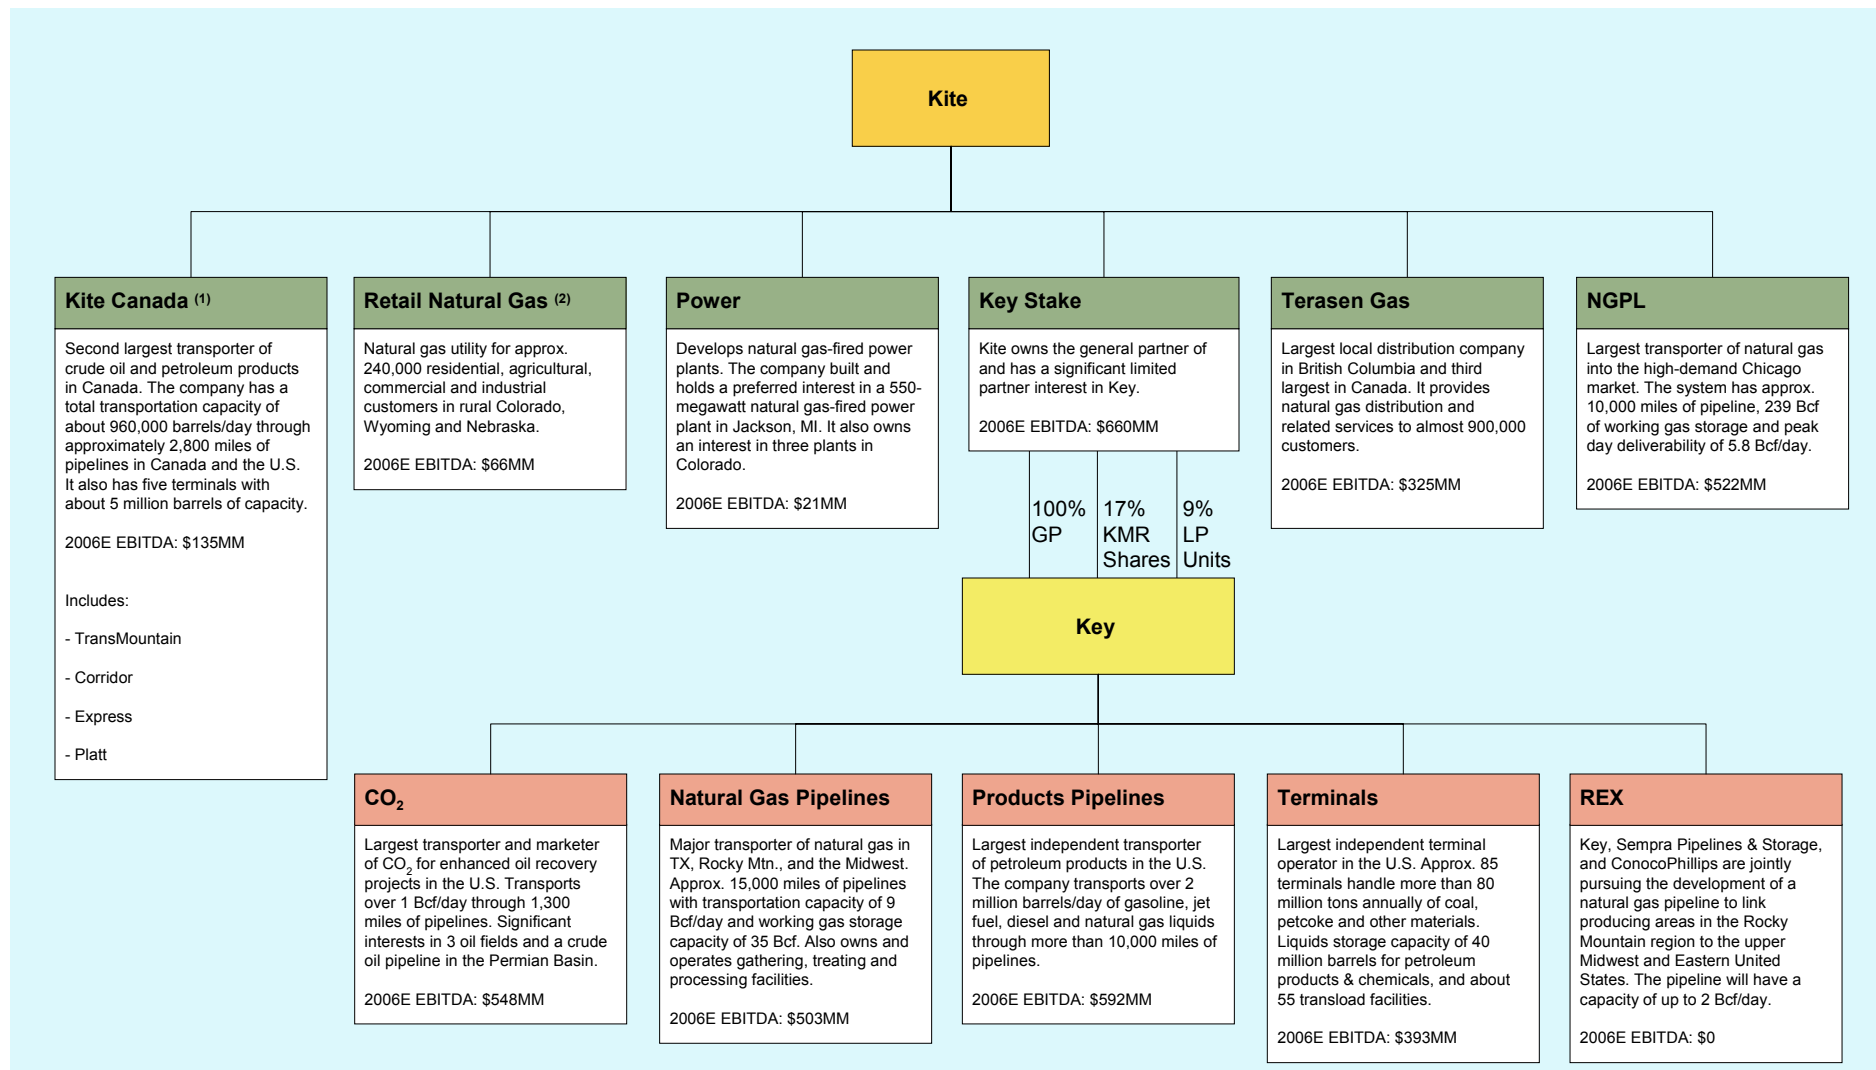 Kite
Kite Canada (1)
Second largest transporter of
crude oil and petroleum products
in Canada. The company has a
total transportation capacity of
about 960,000 barrels/day through
approximately 2,800 miles of
pipelines in Canada and the U.S.
It also has five terminals with
about 5 million barrels of capacity.
2006E EBITDA: $135MM
Includes:
- TransMountain
- Corridor
- Express
- Platt
Retail Natural Gas (2)
Natural gas utility for approx.
240,000 residential, agricultural,
commercial and industrial
customers in rural Colorado,
Wyoming and Nebraska.
2006E EBITDA: $66MM
Power
Develops natural gas-fired power
plants. The company built and
holds a preferred interest in a 550-
megawatt natural gas-fired power
plant in Jackson, MI. It also owns
an interest in three plants in
Colorado.
2006E EBITDA: $21MM
Key Stake
Kite owns the general partner of
and has a significant limited
partner interest in Key.
2006E EBITDA: $660MM
Terasen Gas
Largest local distribution company
in British Columbia and third
largest in Canada. It provides
natural gas distribution and
related services to almost 900,000
customers.
2006E EBITDA: $325MM
NGPL
Largest transporter of natural gas
into the high-demand Chicago
market. The system has approx.
10,000 miles of pipeline, 239 Bcf
of working gas storage and peak
day deliverability of 5.8 Bcf/day.
2006E EBITDA: $522MM
100%
GP
17%
KMR
Shares
9%
LP
Units
Key
CO₂
Largest transporter and marketer
of CO₂ for enhanced oil recovery
projects in the U.S. Transports
over 1 Bcf/day through 1,300
miles of pipelines. Significant
interests in 3 oil fields and a crude
oil pipeline in the Permian Basin.
2006E EBITDA: $548MM
Natural Gas Pipelines
Major transporter of natural gas in
TX, Rocky Mtn., and the Midwest.
Approx. 15,000 miles of pipelines
with transportation capacity of 9
Bcf/day and working gas storage
capacity of 35 Bcf. Also owns and
operates gathering, treating and
processing facilities.
2006E EBITDA: $503MM
Products Pipelines
Largest independent transporter
of petroleum products in the U.S.
The company transports over 2
million barrels/day of gasoline, jet
fuel, diesel and natural gas liquids
through more than 10,000 miles of
pipelines.
2006E EBITDA: $592MM
Terminals
Largest independent terminal
operator in the U.S. Approx. 85
terminals handle more than 80
million tons annually of coal,
petcoke and other materials.
Liquids storage capacity of 40
million barrels for petroleum
products & chemicals, and about
55 transload facilities.
2006E EBITDA: $393MM
REX
Key, Sempra Pipelines & Storage,
and ConocoPhillips are jointly
pursuing the development of a
natural gas pipeline to link
producing areas in the Rocky
Mountain region to the upper
Midwest and Eastern United
States. The pipeline will have a
capacity of up to 2 Bcf/day.
2006E EBITDA: $0